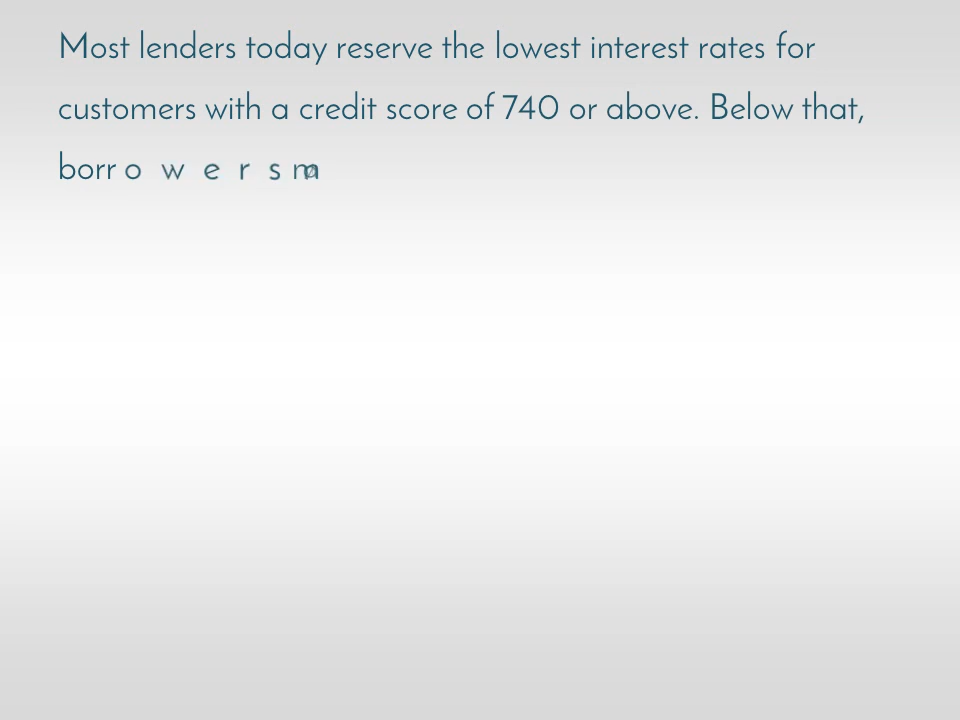 Most lenders today reserve the lowest interest rates for
customers with a credit score of 740 or above. Below that,
borrowers